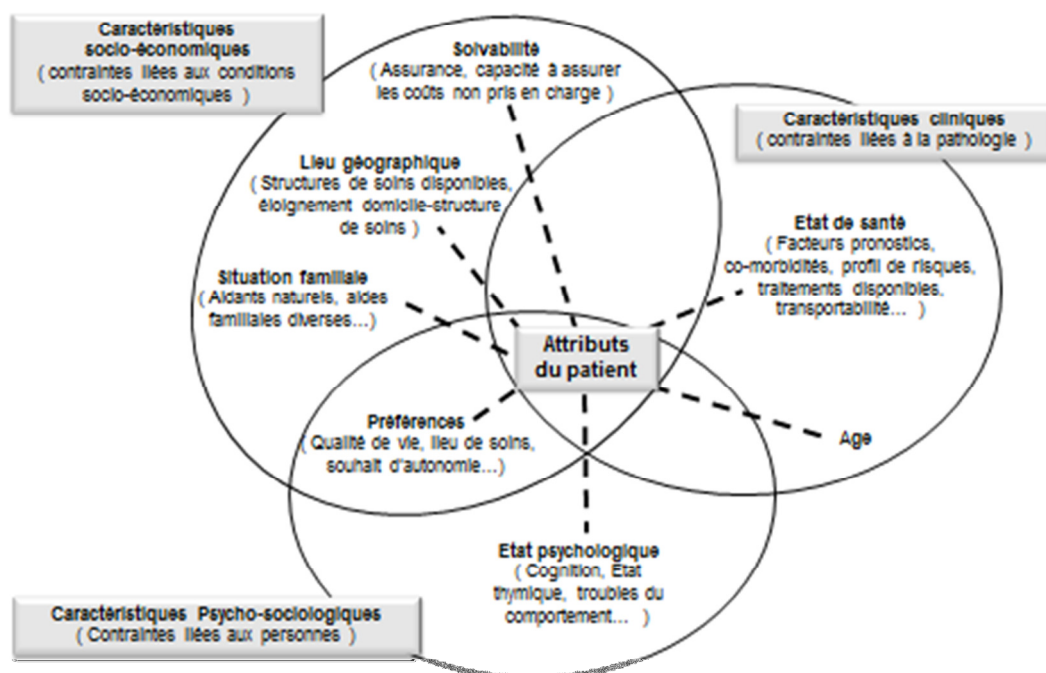 Caractéristiques
socio-économiques
( contraintes liées aux conditions
socio-économiques )
Solvabilité
( Assurance, capacité à assurer
les coûts non pris en charge )
Caractéristiques cliniques
( contraintes liées à la pathologie )
Lieu géographique
( Structures de soins disponibles,
éloignement domicile-structure
de soins )
Etat de santé
( Facteurs pronostics,
co-morbidités, profil de risques,
traitements disponibles,
transportabilité... )
Situation familiale
( Aidants naturels, aides
familiales diverses...)
Attributs
du patient
Préférences
( Qualité de vie, lieu de soins,
souhait d'autonomie...)
Age
Etat psychologique
( Cognition, Etat
thymique, troubles du
comportement... )
Caractéristiques Psycho-sociologiques
( Contraintes liées aux personnes )